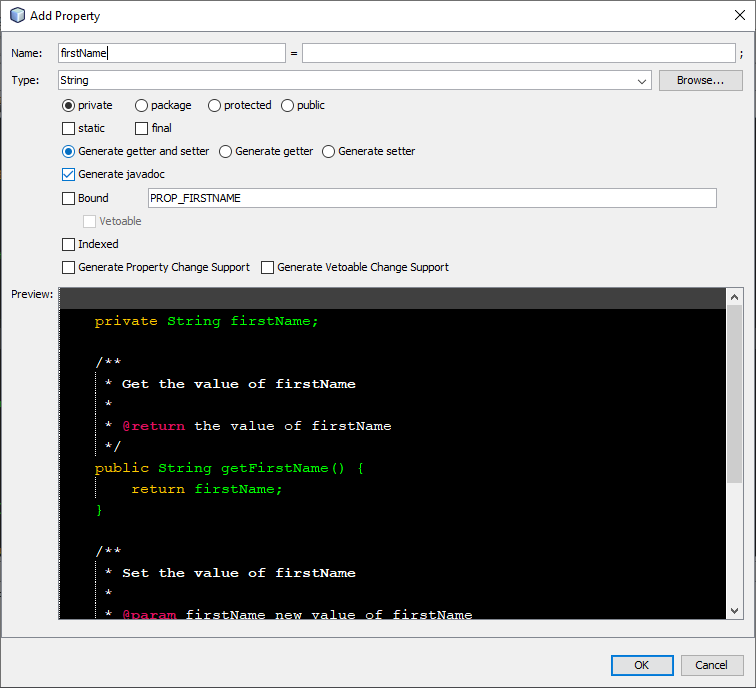 Add Property
Name: firstName = ;
Type: String Browse...
private package protected public
static final
Generate getter and setter Generate getter Generate setter
Generate javadoc
Bound PROP_FIRSTNAME
Vetoable
Indexed
Generate Property Change Support Generate Vetoable Change Support
Preview:
private String firstName;
/**
* Get the value of firstName
*
* @return the value of firstName
*/
public String getFirstName() {
return firstName;
}
/**
* Set the value of firstName
*
* @param firstName new value of firstName
OK Cancel